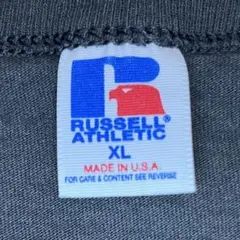 RUSSELL®
ATHLETIC
XL
MADE IN U.S.A.
FOR CARE & CONTENT SEE REVERSE